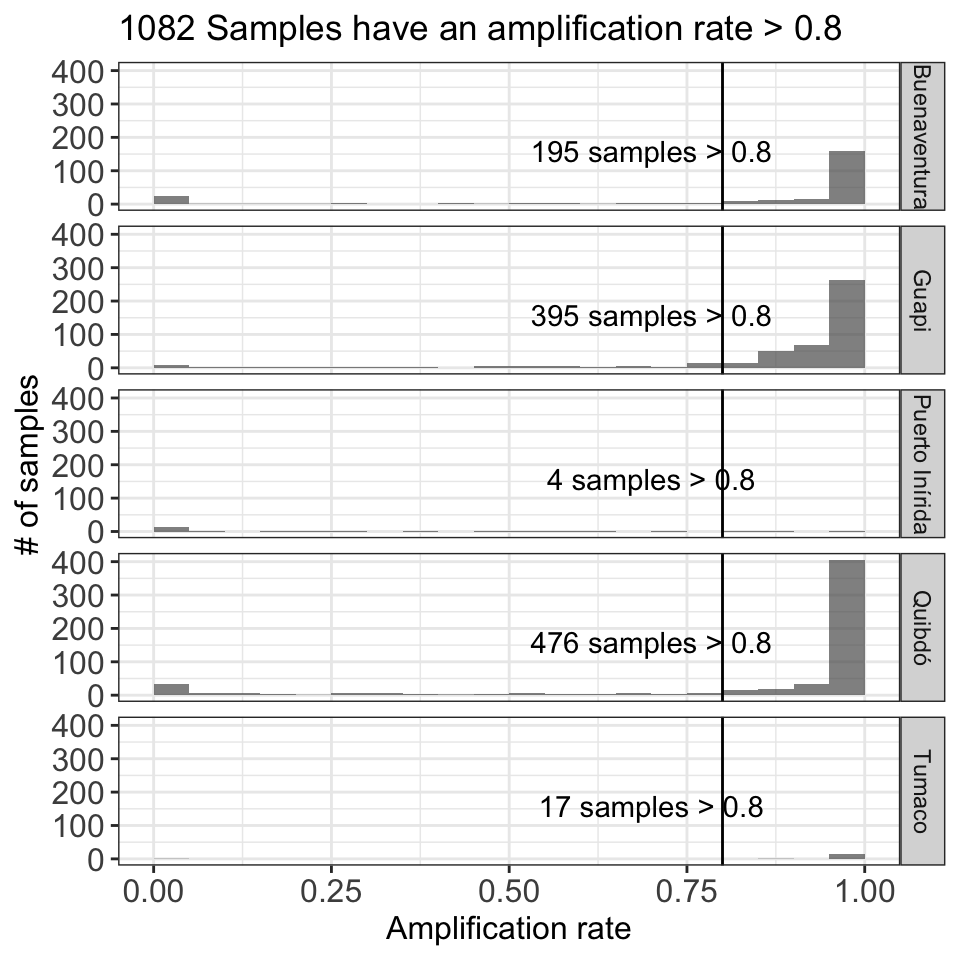 1082 Samples have an amplification rate > 0.8
# of samples
400
300
200
100
0
195 samples > 0.8
Buenaventura
400
300
200
100
0
395 samples > 0.8
Guapi
400
300
200
100
0
4 samples > 0.8
Puerto Inírida
400
300
200
100
0
476 samples > 0.8
Quibdó
400
300
200
100
0
17 samples > 0.8
Tumaco
0.00 0.25 0.50 0.75 1.00
Amplification rate